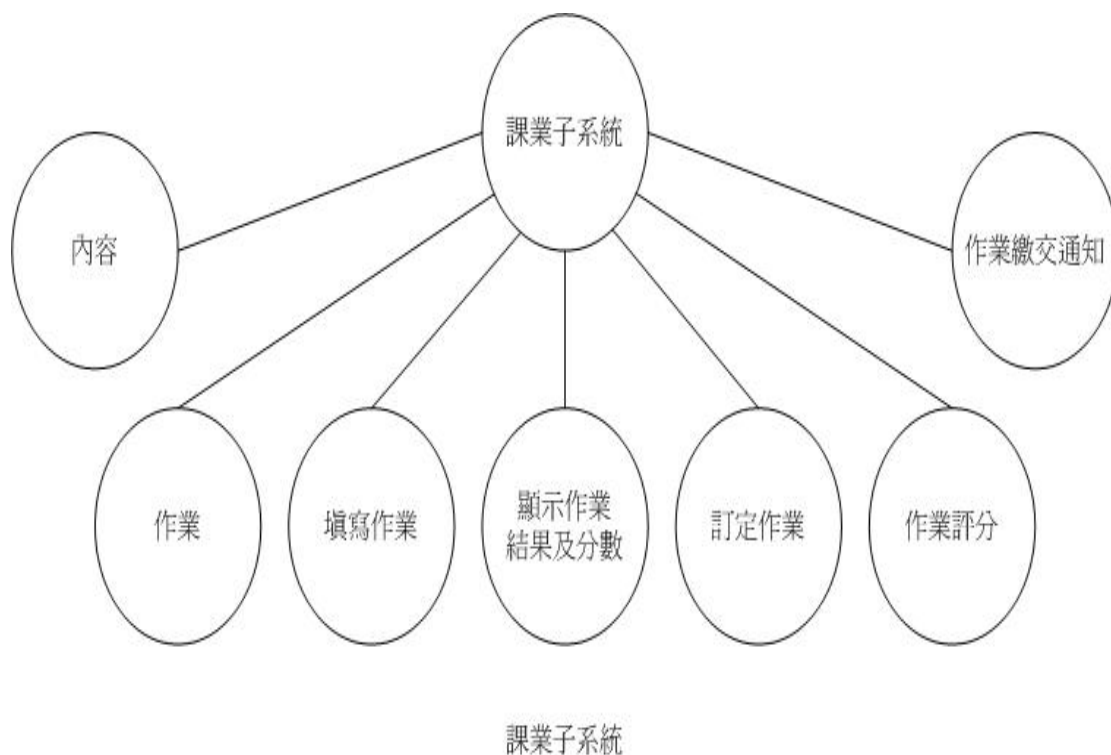 課業子系統
內容
作業繳交通知
作業
填寫作業
顯示作業
結果及分數
訂定作業
作業評分
課業子系統